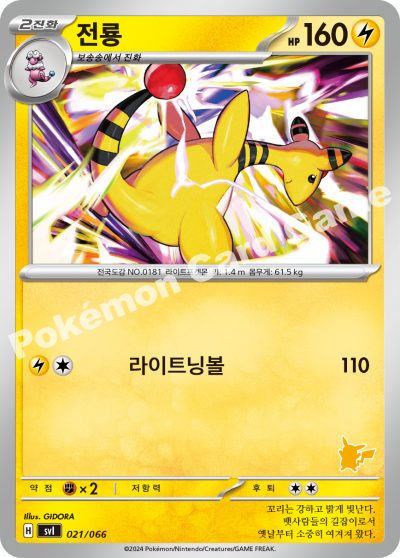 2진화
전룡
HP 160
보송송에서 진화
전국도감 NO.0181 라이트포켓몬 키: 1.4 m 몸무게: 61.5 kg
라이트닝볼 110
약점 ×2 저항력 후퇴
Illus. GIDORA
H svI 021/066
꼬리는 강하고 밝게 빛난다.
뱃사람들의 길잡이로서
옛날부터 소중히 여겨져 왔다.
©2024 Pokémon/Nintendo/Creatures/GAME FREAK.
Pokémon Card Game